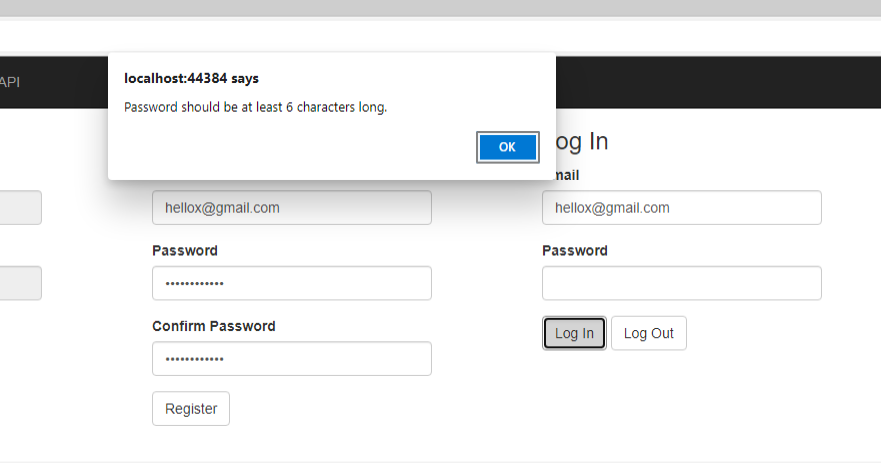 API
localhost:44384 says
Password should be at least 6 characters long.
OK
og In
mail
hellox@gmail.com
hellox@gmail.com
Password
Password
••••••••••••
Confirm Password
Log In
Log Out
••••••••••••
Register